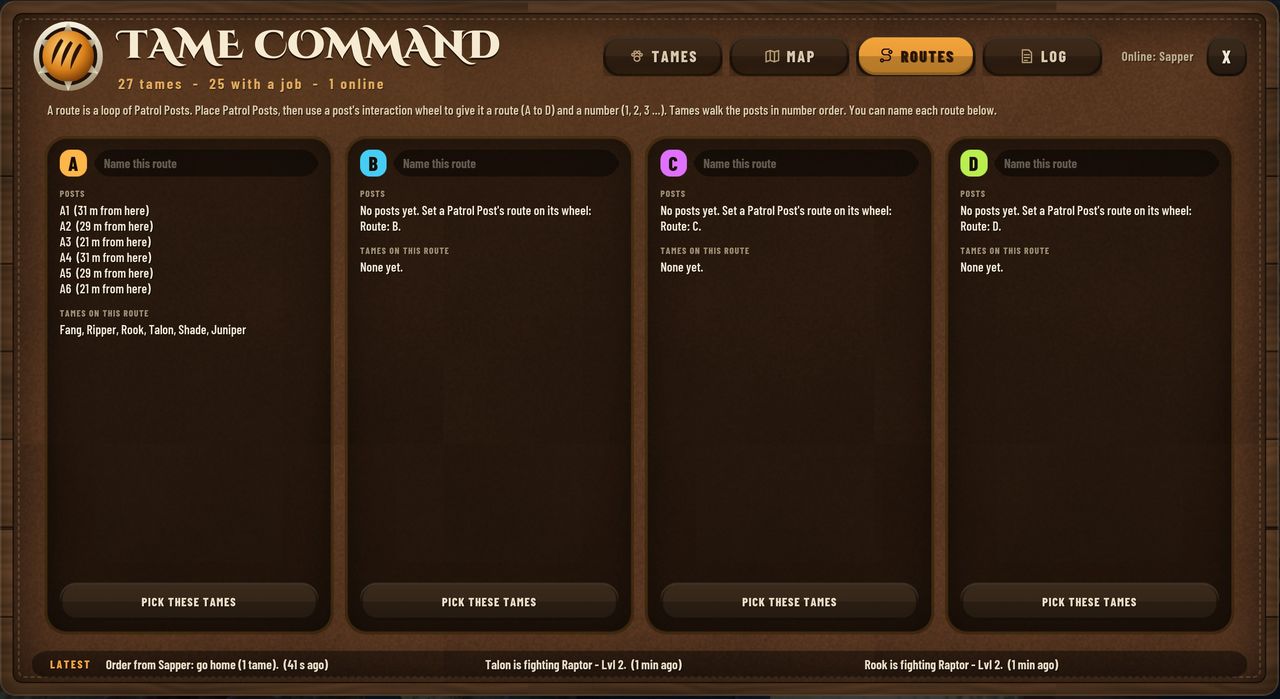 TAME COMMAND
27 tames - 25 with a job - 1 online
TAMES
MAP
ROUTES
LOG
Online: Sapper
X
A route is a loop of Patrol Posts. Place Patrol Posts, then use a post's interaction wheel to give it a route (A to D) and a number (1, 2, 3 ...). Tames walk the posts in number order. You can name each route below.
A
Name this route
POSTS
A1 (31 m from here)
A2 (29 m from here)
A3 (21 m from here)
A4 (31 m from here)
A5 (29 m from here)
A6 (21 m from here)
TAMES ON THIS ROUTE
Fang, Ripper, Rook, Talon, Shade, Juniper
PICK THESE TAMES
B
Name this route
POSTS
No posts yet. Set a Patrol Post's route on its wheel:
Route: B.
TAMES ON THIS ROUTE
None yet.
PICK THESE TAMES
C
Name this route
POSTS
No posts yet. Set a Patrol Post's route on its wheel:
Route: C.
TAMES ON THIS ROUTE
None yet.
PICK THESE TAMES
D
Name this route
POSTS
No posts yet. Set a Patrol Post's route on its wheel:
Route: D.
TAMES ON THIS ROUTE
None yet.
PICK THESE TAMES
LATEST
Order from Sapper: go home (1 tame). (41 s ago)
Talon is fighting Raptor - Lvl 2. (1 min ago)
Rook is fighting Raptor - Lvl 2. (1 min ago)